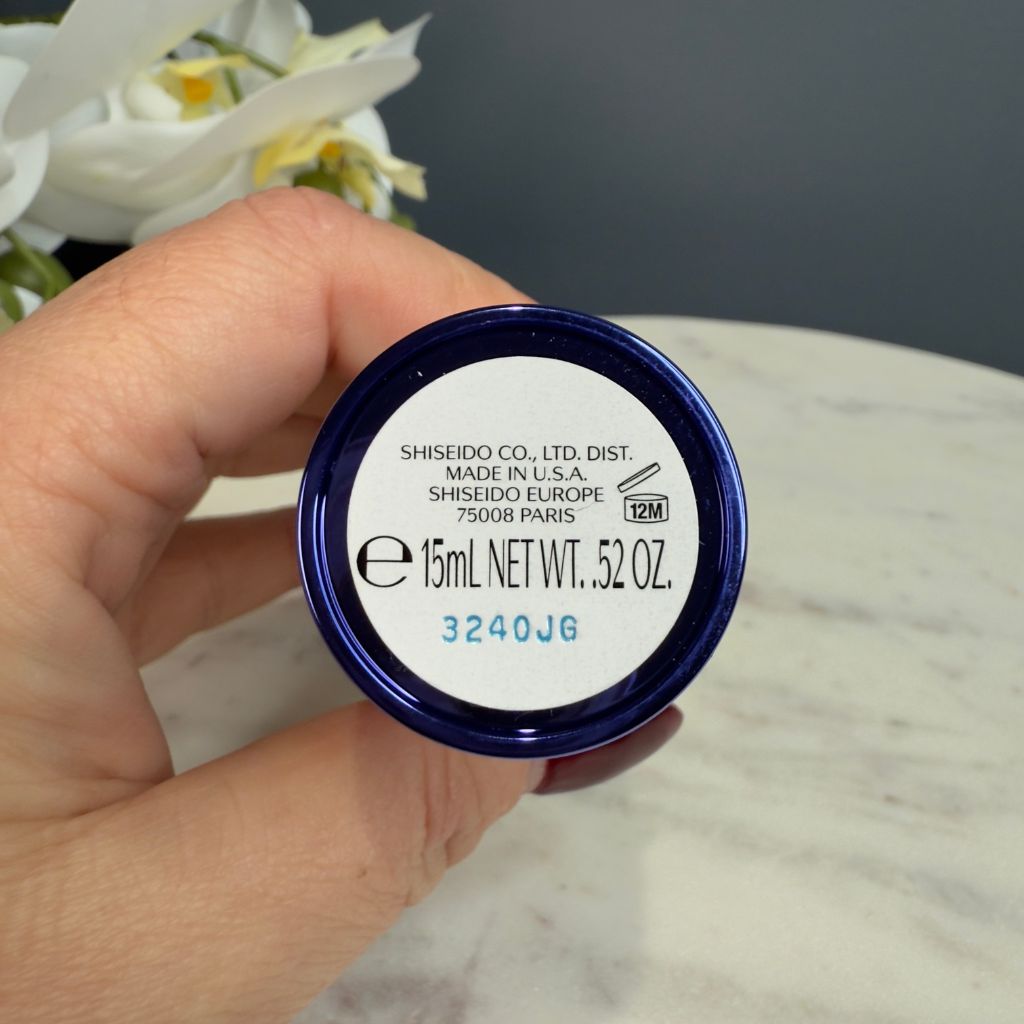 SHISEIDO CO., LTD. DIST.
MADE IN U.S.A.
SHISEIDO EUROPE
75008 PARIS
12M
e 15mL NET WT. .52 OZ.
3240JG